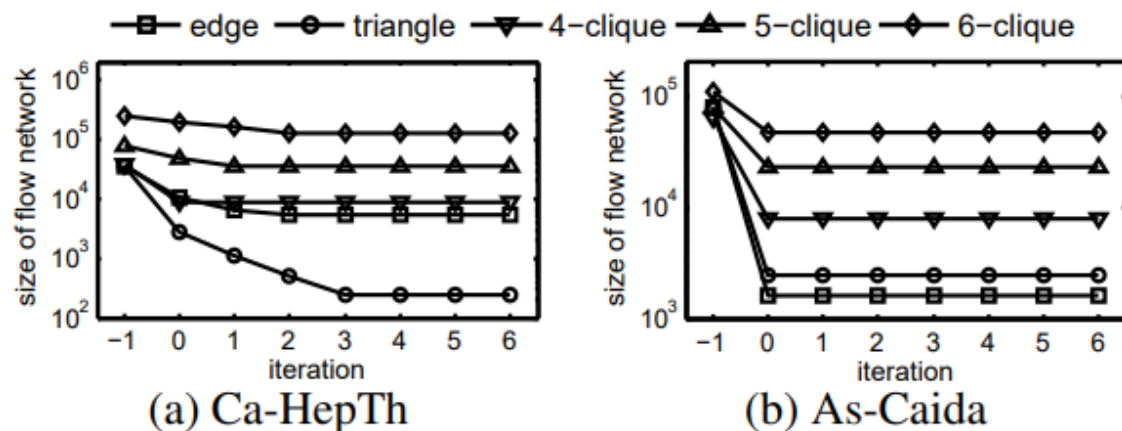 edge triangle 4-clique 5-clique 6-clique
size of flow network
10^6
10^5
10^4
10^3
10^2
-1 0 1 2 3 4 5 6
iteration
(a) Ca-HepTh
size of flow network
10^5
10^4
10^3
-1 0 1 2 3 4 5 6
iteration
(b) As-Caida